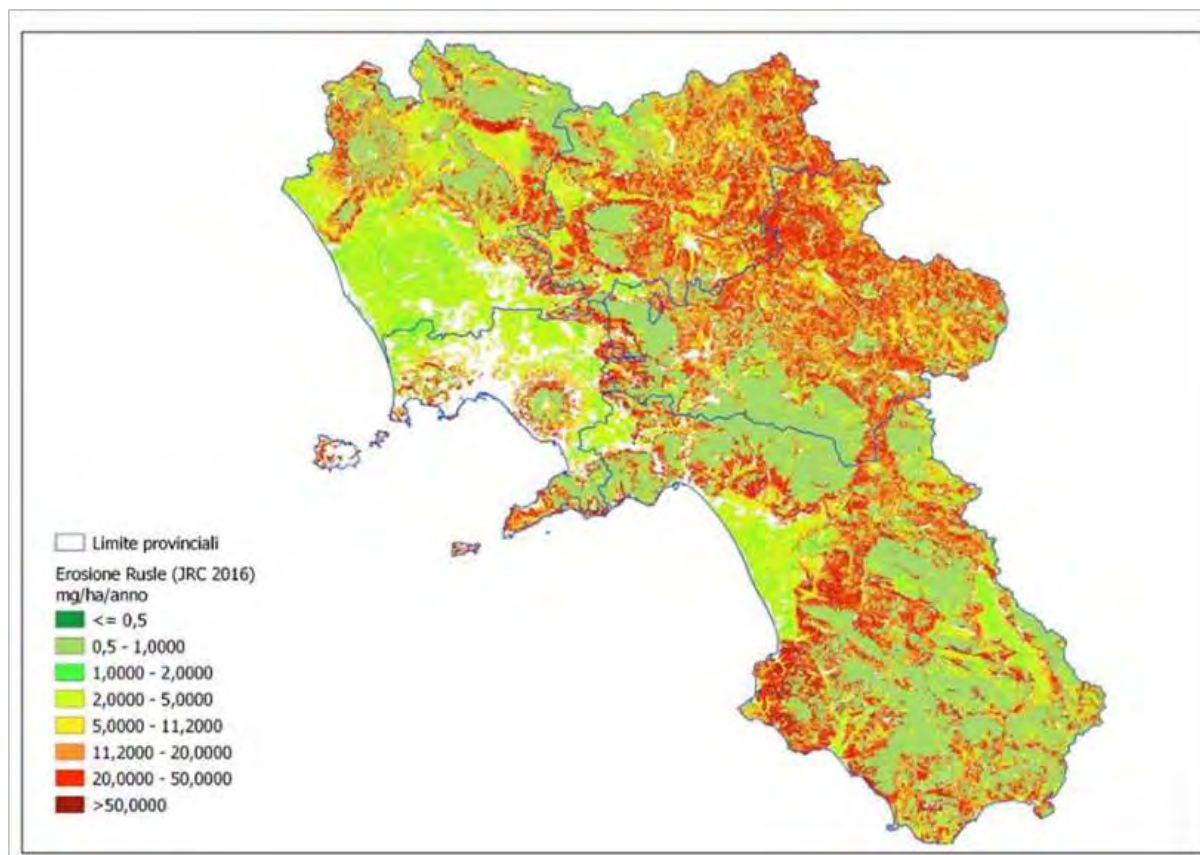 Limite provinciali
Erosione Rusle (JRC 2016)
mg/ha/anno
<= 0,5
0,5 - 1,0000
1,0000 - 2,0000
2,0000 - 5,0000
5,0000 - 11,2000
11,2000 - 20,0000
20,0000 - 50,0000
>50,0000